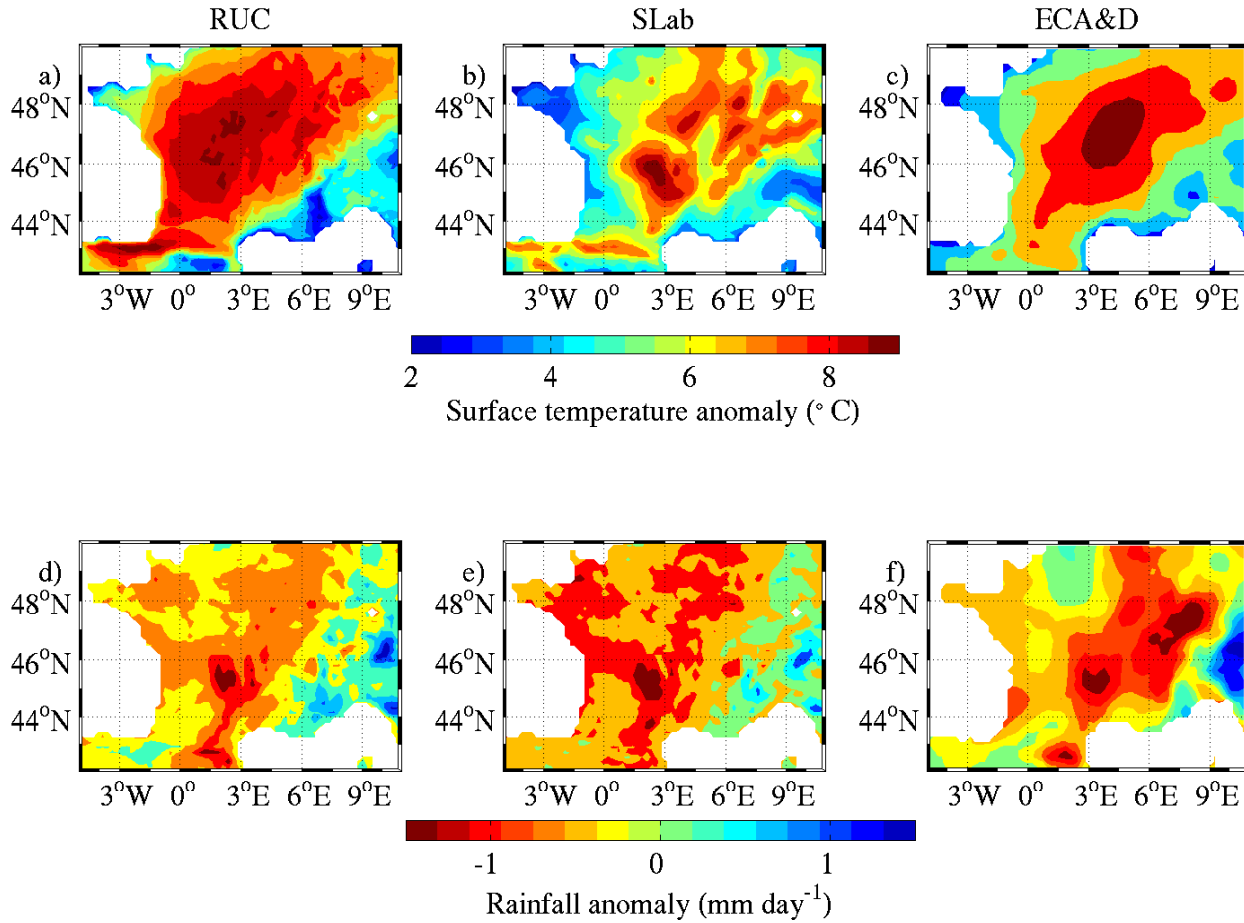 RUC SLab ECA&D
a) b) c)
48°N 48°N 48°N
46°N 46°N 46°N
44°N 44°N 44°N
3°W 0° 3°E 6°E 9°E 3°W 0° 3°E 6°E 9°E 3°W 0° 3°E 6°E 9°E
2 4 6 8
Surface temperature anomaly (° C)
d) e) f)
48°N 48°N 48°N
46°N 46°N 46°N
44°N 44°N 44°N
3°W 0° 3°E 6°E 9°E 3°W 0° 3°E 6°E 9°E 3°W 0° 3°E 6°E 9°E
-1 0 1
Rainfall anomaly (mm day⁻¹)